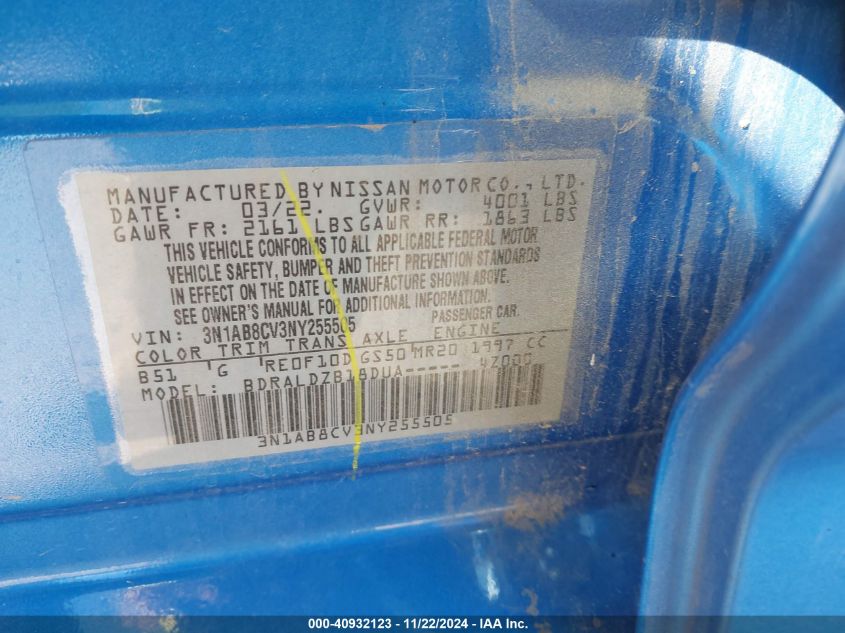 MANUFACTURED BY NISSAN MOTOR CO., LTD.
DATE: 03/22. GVWR: 4001 LBS
GAWR FR: 2161 LBS GAWR RR: 1863 LBS
THIS VEHICLE CONFORMS TO ALL APPLICABLE FEDERAL MOTOR
VEHICLE SAFETY, BUMPER AND THEFT PREVENTION STANDARDS
IN EFFECT ON THE DATE OF MANUFACTURE SHOWN ABOVE.
SEE OWNER'S MANUAL FOR ADDITIONAL INFORMATION.
VIN: 3N1AB8CV3NY255505 PASSENGER CAR.
COLOR TRIM TRANS AXLE ENGINE
B51 G RE0F10D GS50 MR20 1997 CC
MODEL: BDRALDZB18DUA----- 4Z000
3N1AB8CV3NY255505
000-40932123 - 11/22/2024 - IAA Inc.